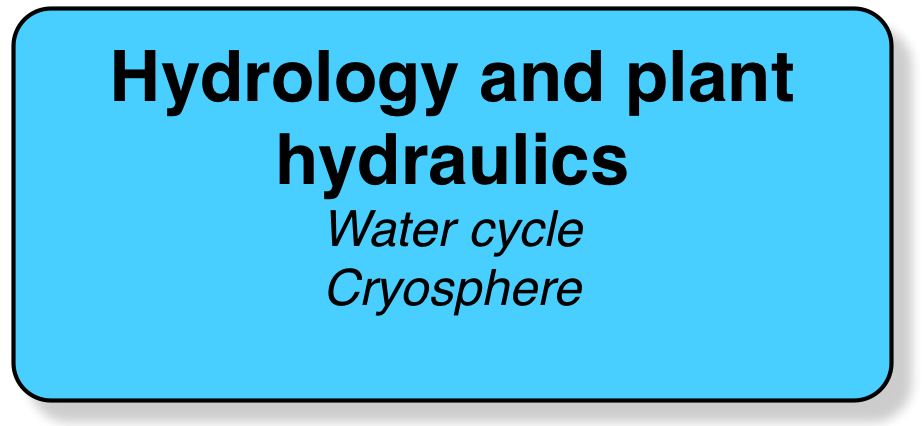 Hydrology and plant
hydraulics
Water cycle
Cryosphere